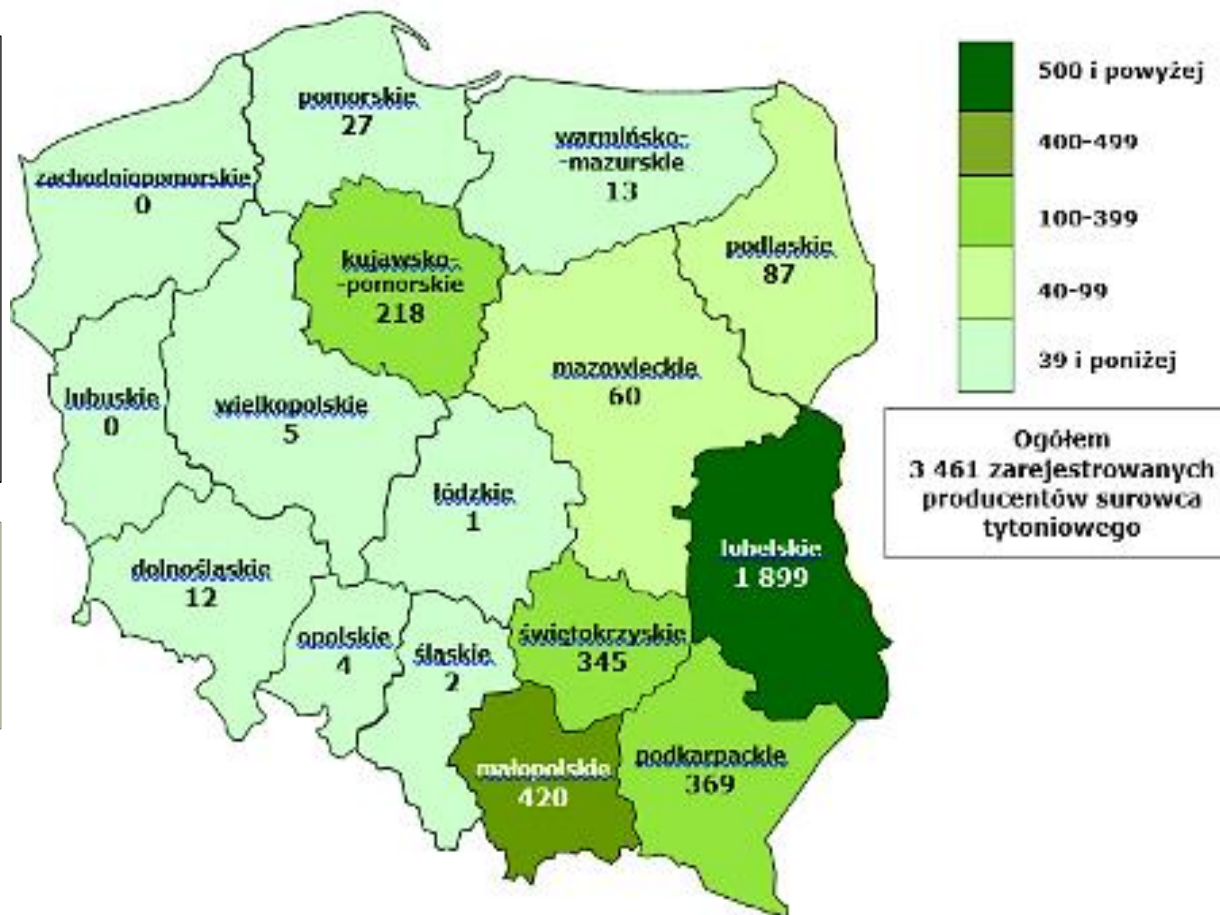 pomorskie
27
warmińsko-
-mazurskie
13
zachodniopomorskie
0
podlaskie
87
kujawsko-
-pomorskie
218
mazowieckie
60
lubuskie
0
wielkopolskie
5
łódzkie
1
lubelskie
1 899
dolnośląskie
12
opolskie
4
śląskie
2
świętokrzyskie
345
małopolskie
420
podkarpackie
369
500 i powyżej
400-499
100-399
40-99
39 i poniżej
Ogółem
3 461 zarejestrowanych
producentów surowca
tytoniowego